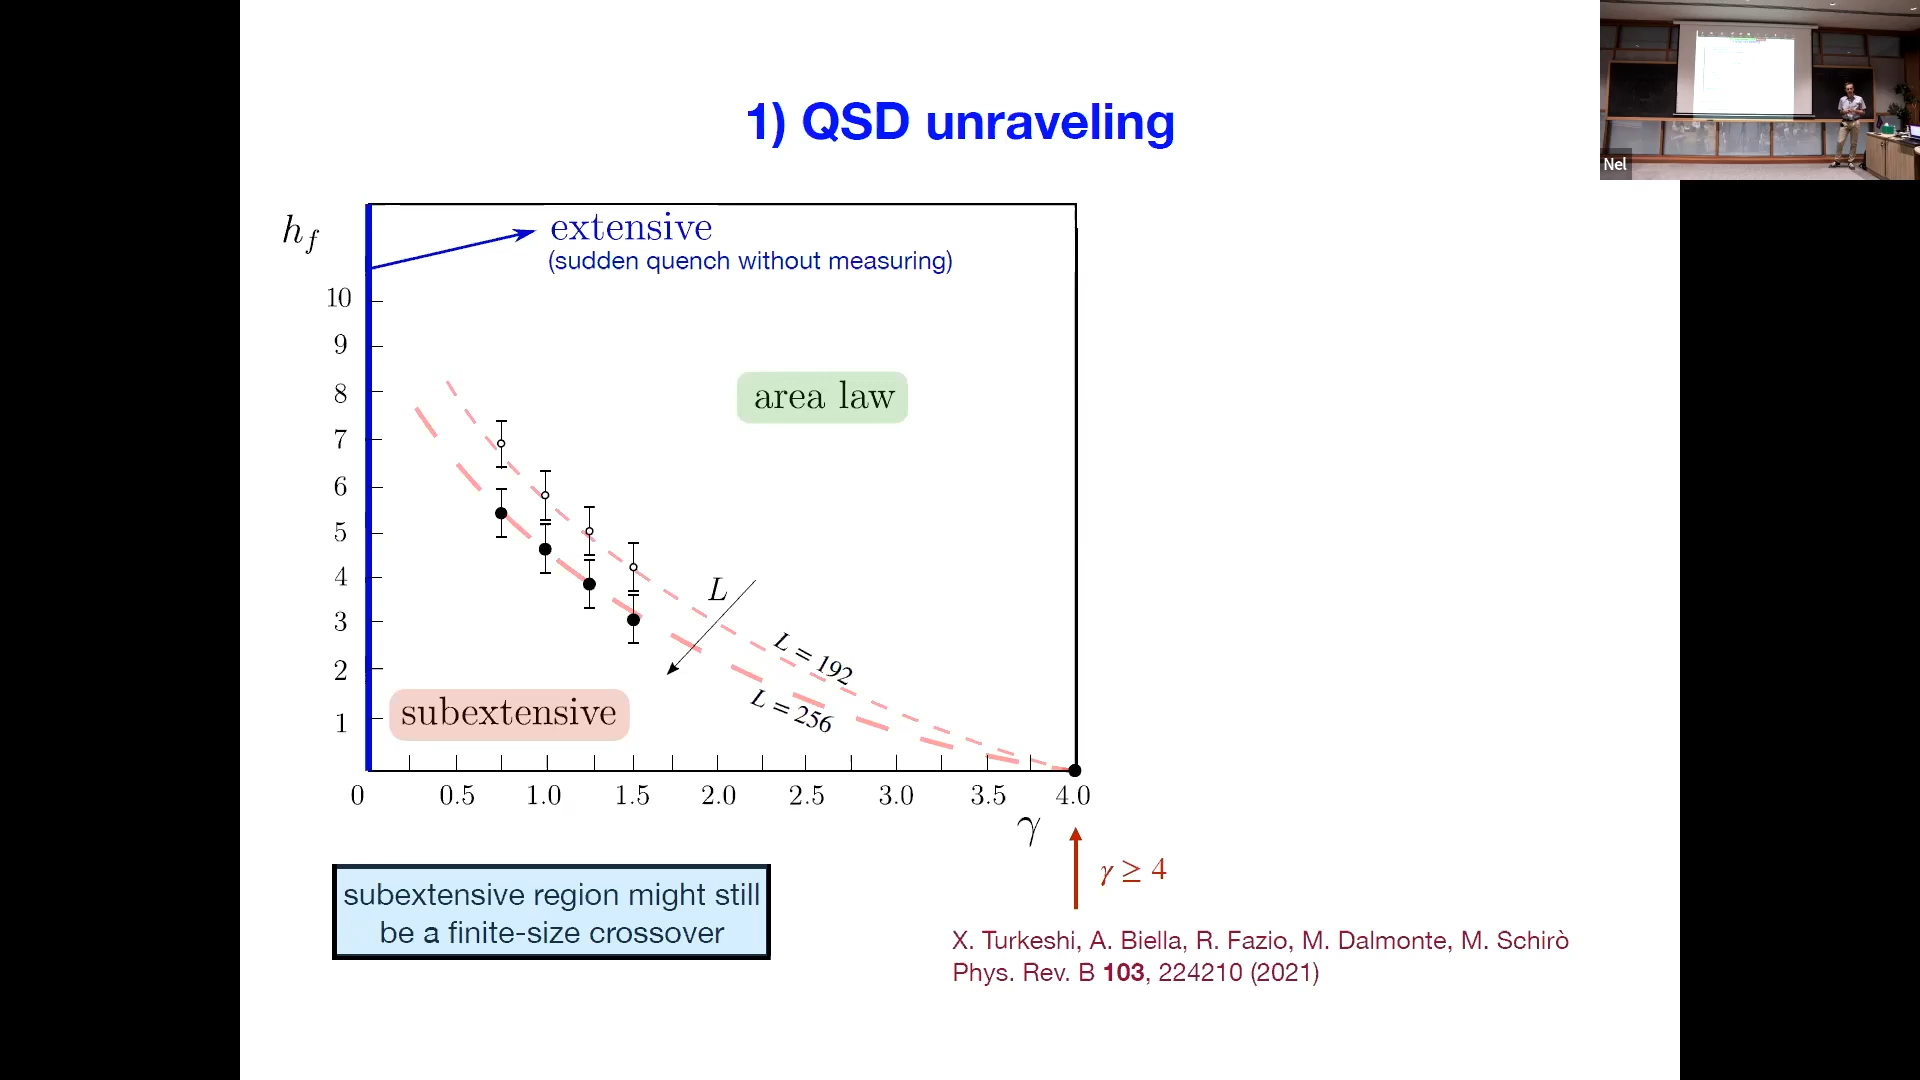 1) QSD unraveling
Nel
h_f
extensive
(sudden quench without measuring)
10
9
8
7
6
5
4
3
2
1
area law
L
L = 192
L = 256
subextensive
0 0.5 1.0 1.5 2.0 2.5 3.0 3.5 4.0
γ
γ ≥ 4
subextensive region might still
be a finite-size crossover
X. Turkeshi, A. Biella, R. Fazio, M. Dalmonte, M. Schirò
Phys. Rev. B 103, 224210 (2021)